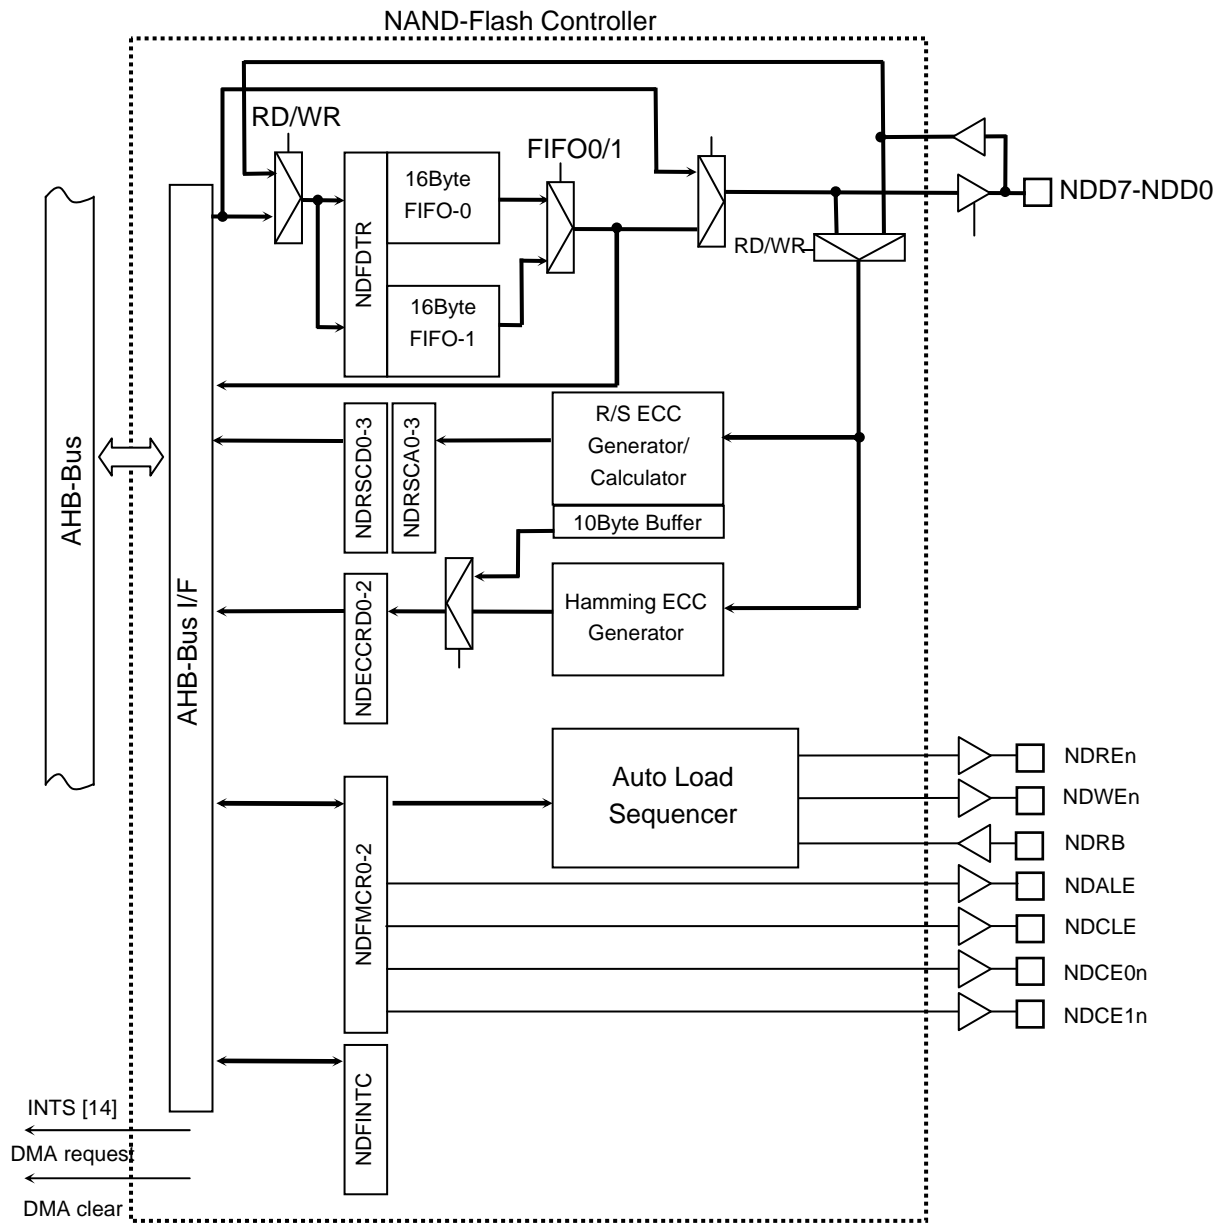 NAND-Flash Controller
RD/WR
FIFO0/1
NDFDTR
16Byte
FIFO-0
16Byte
FIFO-1
NDD7-NDD0
RD/WR
AHB-Bus
AHB-Bus I/F
NDRSCD0-3
NDRSCA0-3
R/S ECC
Generator/
Calculator
10Byte Buffer
NDECCRD0-2
Hamming ECC
Generator
NDFMCR0-2
Auto Load
Sequencer
NDREn
NDWEn
NDRB
NDALE
NDCLE
NDCE0n
NDCE1n
NDFINTC
INTS [14]
DMA request
DMA clear